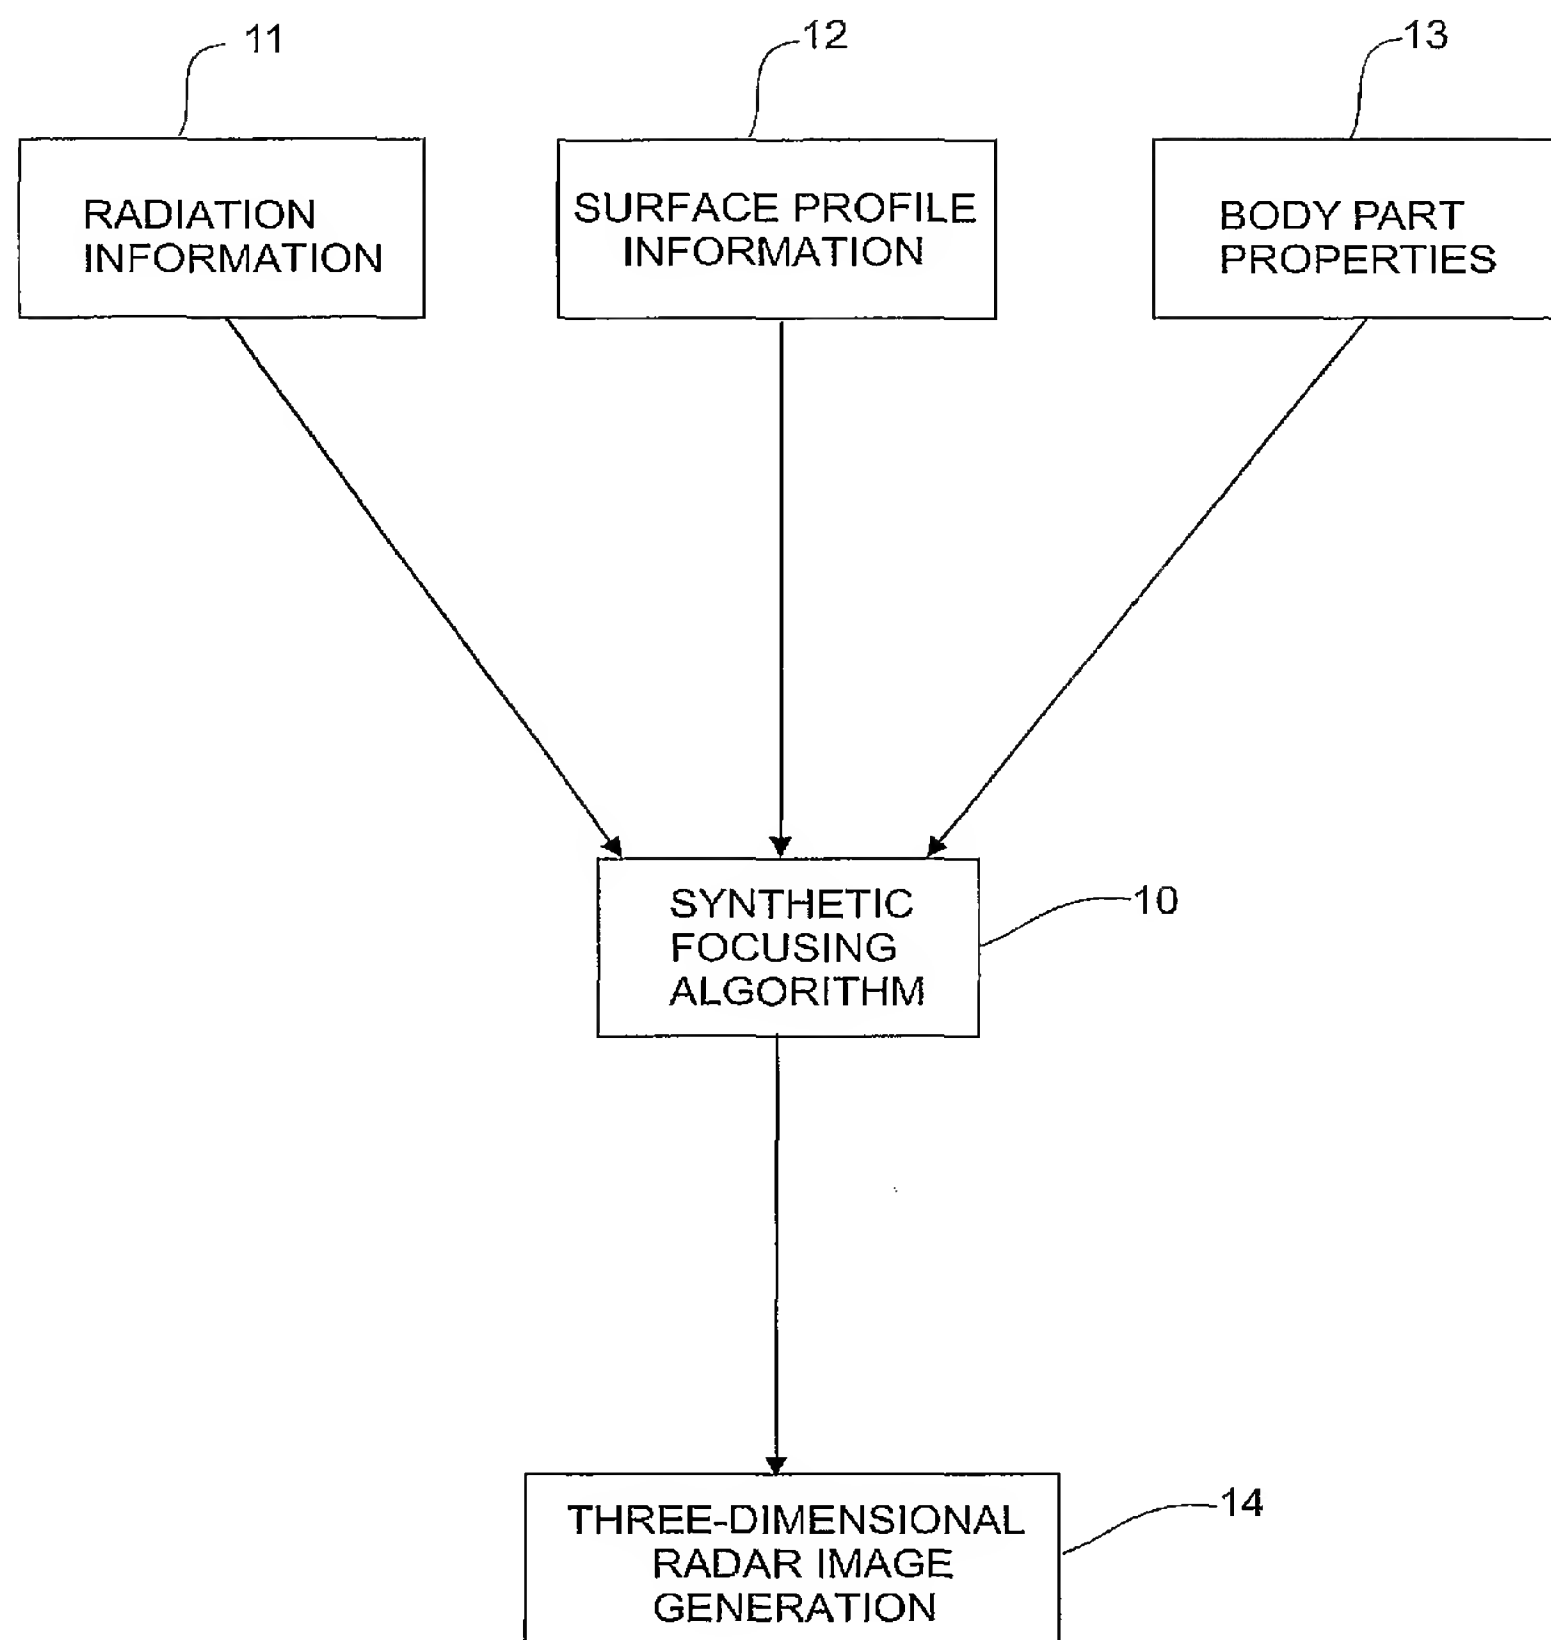 11
12
13
RADIATION
INFORMATION
SURFACE PROFILE
INFORMATION
BODY PART
PROPERTIES
SYNTHETIC
FOCUSING
ALGORITHM
10
THREE-DIMENSIONAL
RADAR IMAGE
GENERATION
14